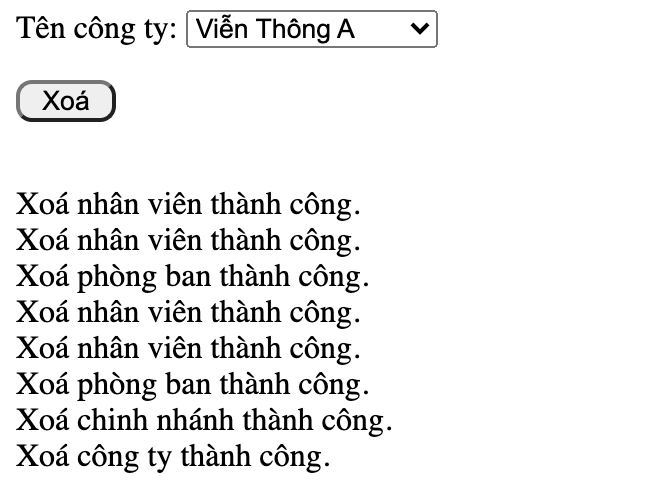 Tên công ty: Viễn Thông A
Xoá
Xoá nhân viên thành công.
Xoá nhân viên thành công.
Xoá phòng ban thành công.
Xoá nhân viên thành công.
Xoá nhân viên thành công.
Xoá phòng ban thành công.
Xoá chinh nhánh thành công.
Xoá công ty thành công.